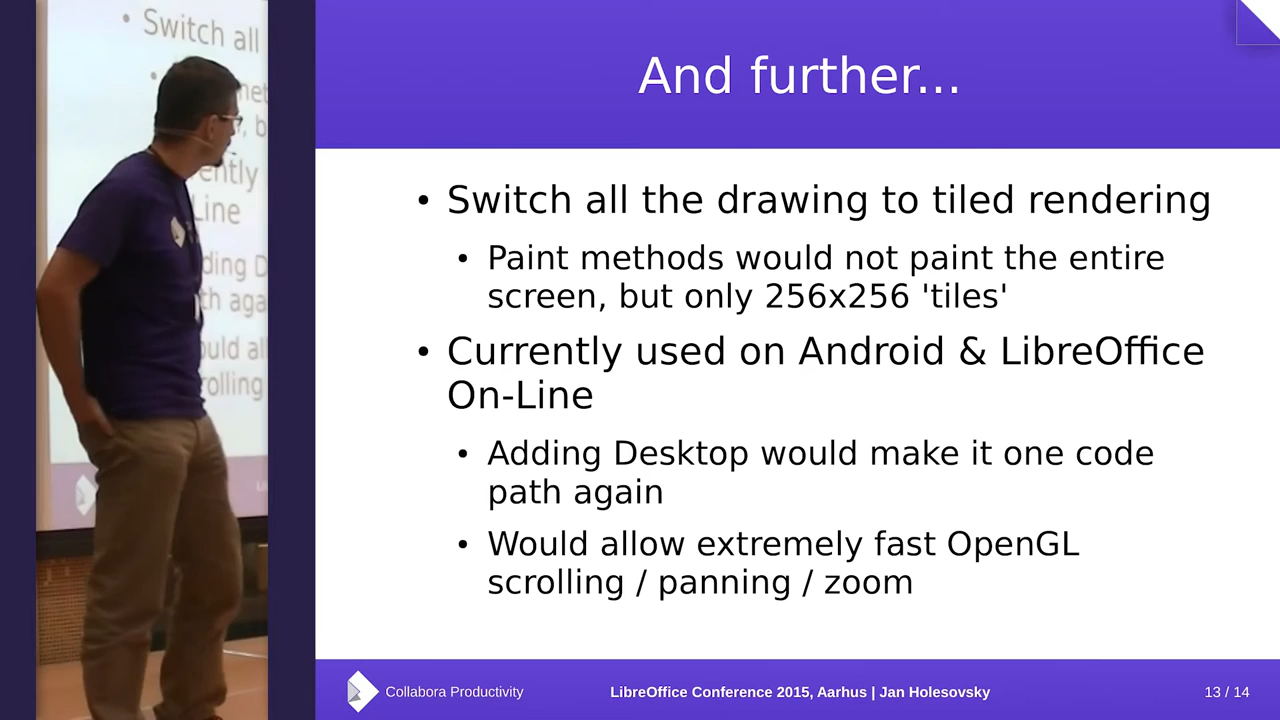 Switch all
And further...
• Switch all the drawing to tiled rendering
• Paint methods would not paint the entire
screen, but only 256x256 'tiles'
• Currently used on Android & LibreOffice
On-Line
• Adding Desktop would make it one code
path again
• Would allow extremely fast OpenGL
scrolling / panning / zoom
Collabora Productivity
LibreOffice Conference 2015, Aarhus | Jan Holesovsky
13 / 14